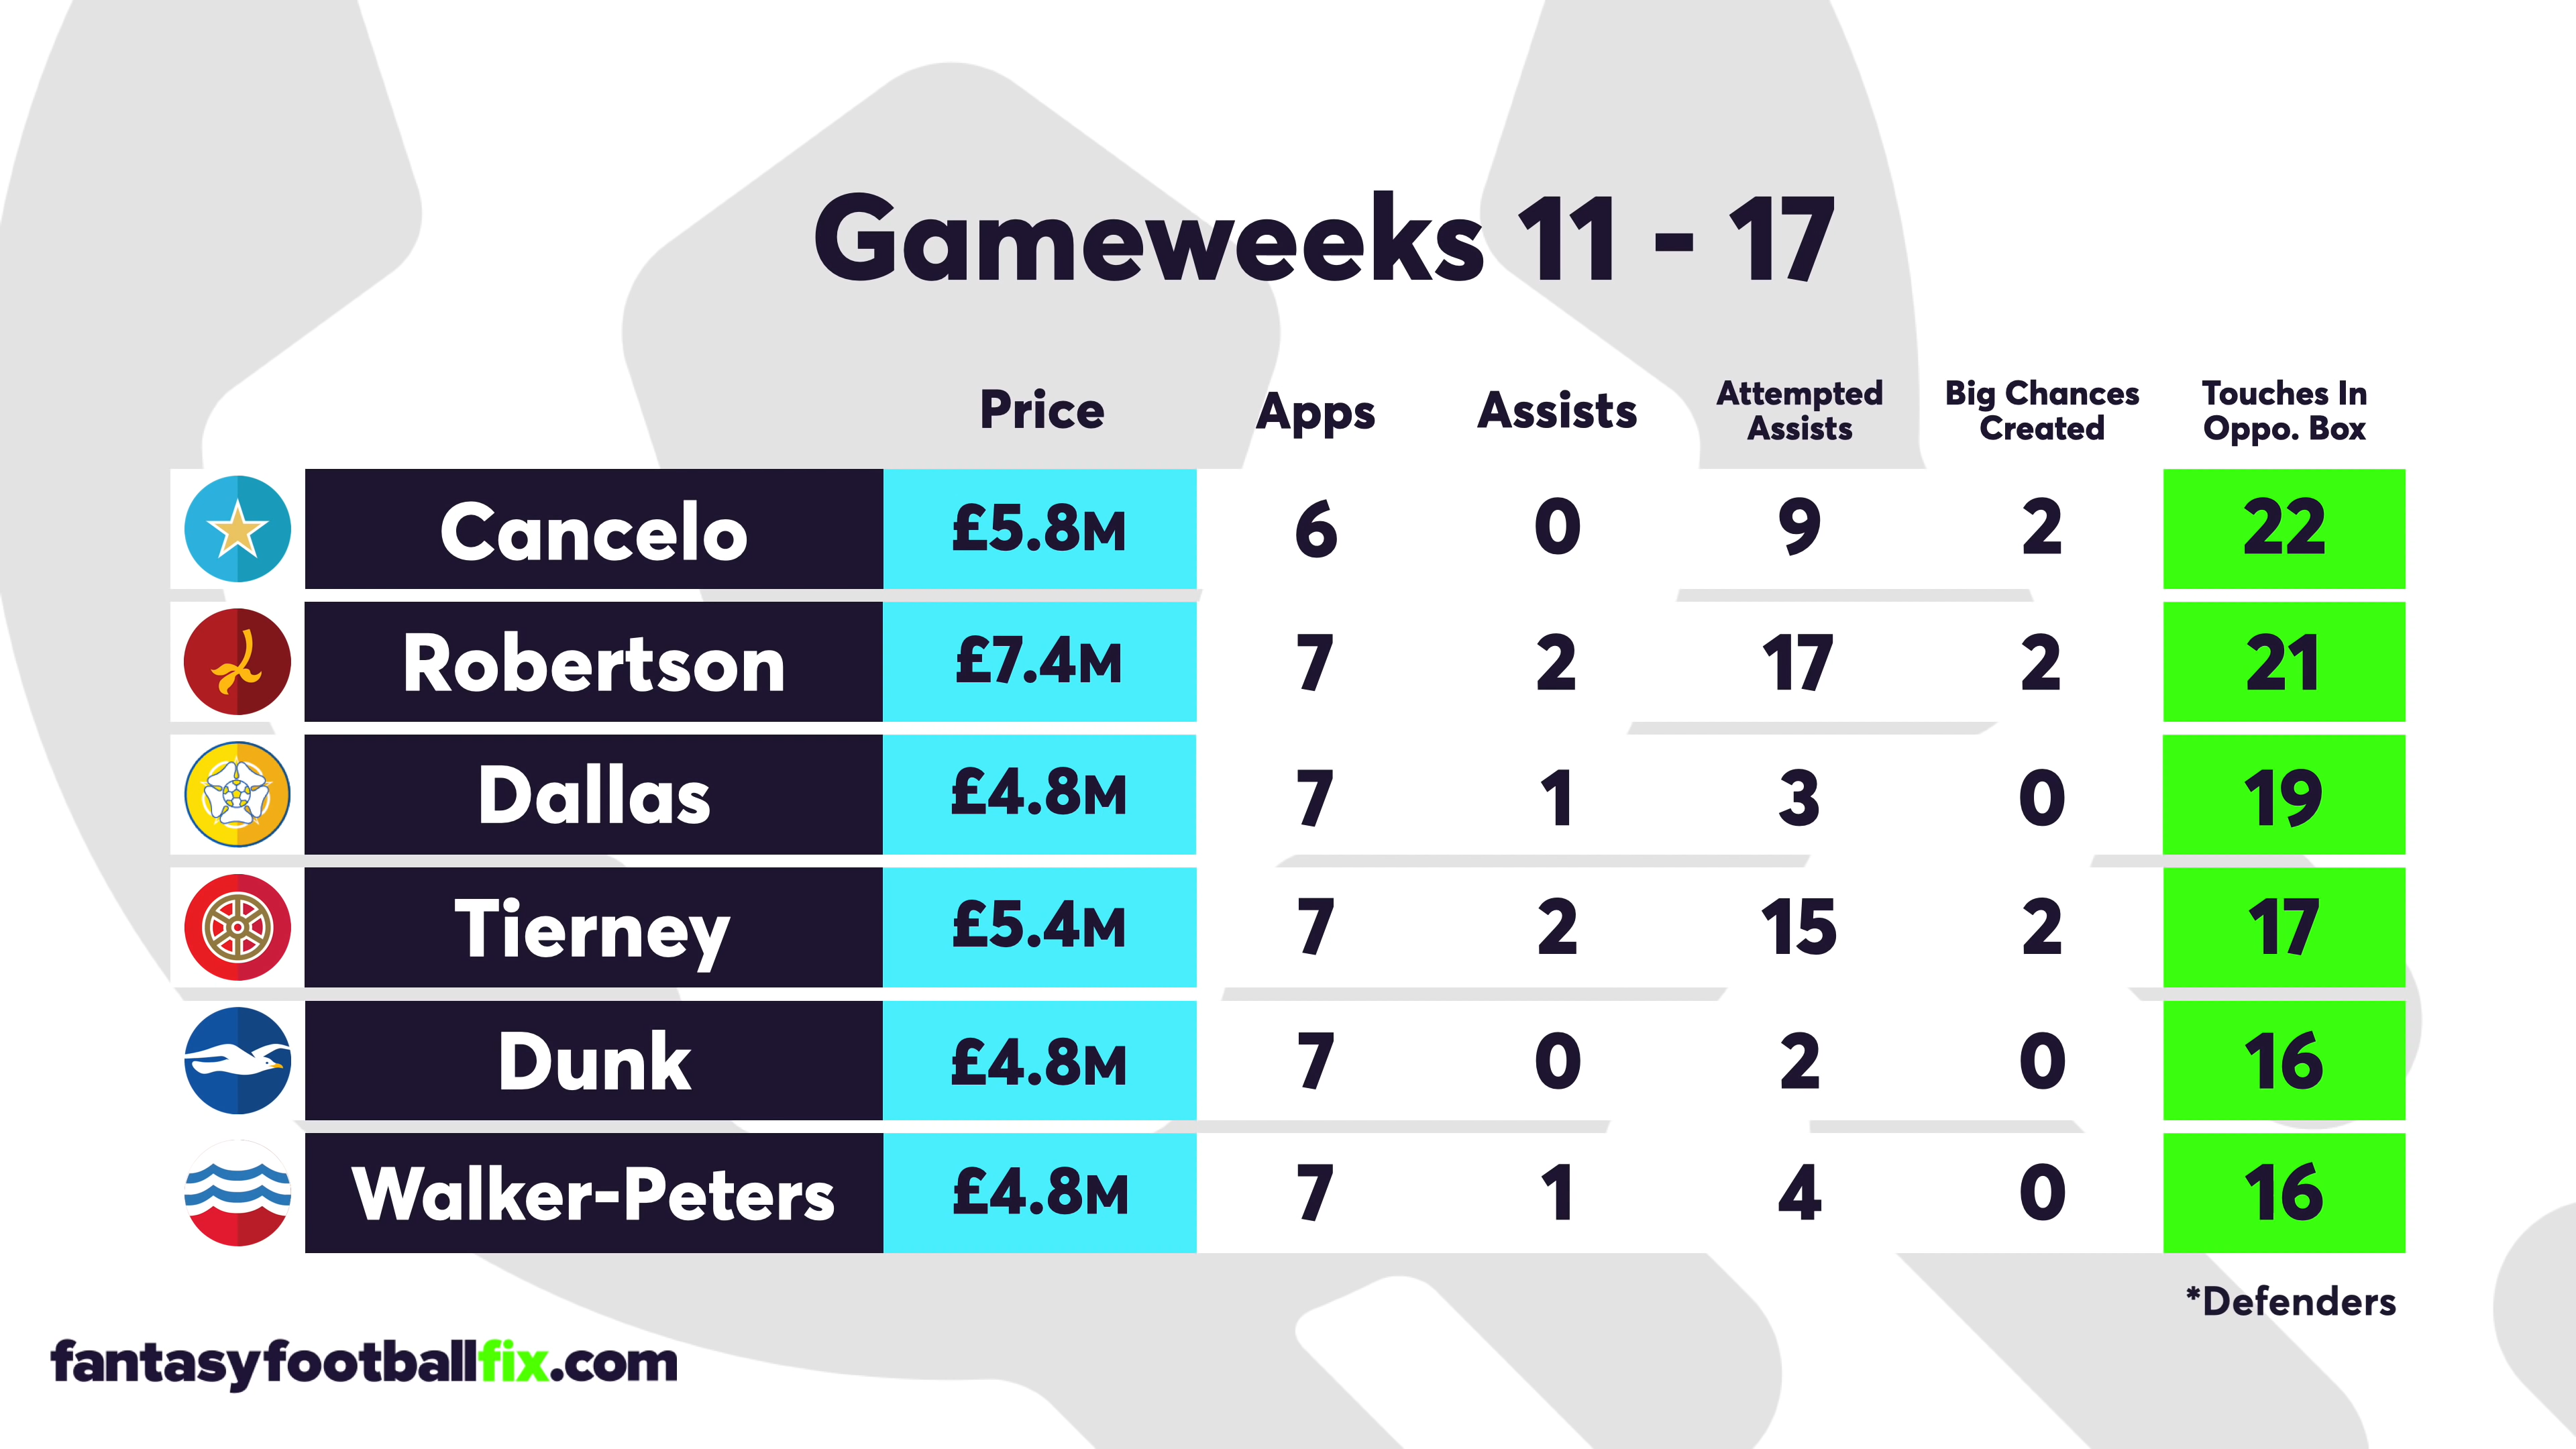 Gameweeks 11 - 17
Price Apps Assists Attempted Assists Big Chances Created Touches In Oppo. Box
Cancelo £5.8M 6 0 9 2 22
Robertson £7.4M 7 2 17 2 21
Dallas £4.8M 7 1 3 0 19
Tierney £5.4M 7 2 15 2 17
Dunk £4.8M 7 0 2 0 16
Walker-Peters £4.8M 7 1 4 0 16
*Defenders
fantasyfootballfix.com